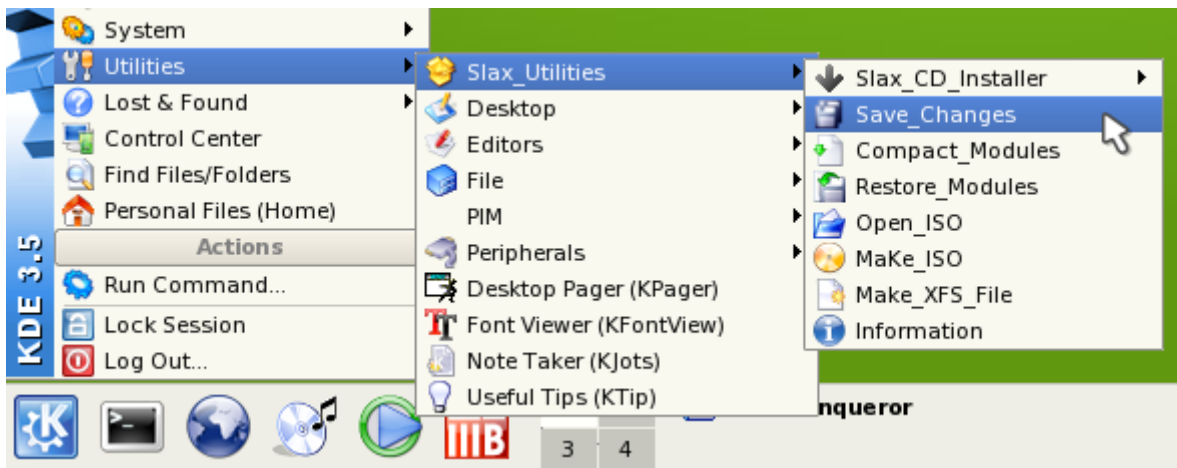 System
Utilities
Lost & Found
Control Center
Find Files/Folders
Personal Files (Home)
Actions
Run Command...
Lock Session
Log Out...
KDE 3.5
Slax_Utilities
Desktop
Editors
File
PIM
Peripherals
Desktop Pager (KPager)
Font Viewer (KFontView)
Note Taker (KJots)
Useful Tips (KTip)
Slax_CD_Installer
Save_Changes
Compact_Modules
Restore_Modules
Open_ISO
MaKe_ISO
Make_XFS_File
Information
nqueror
3 4